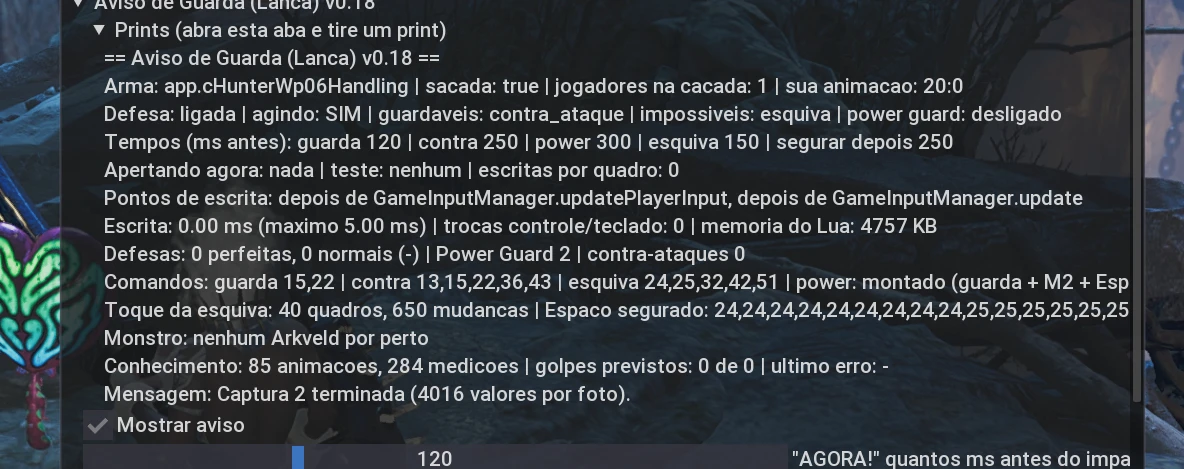 Aviso de Guarda (Lanca) v0.18
Prints (abra esta aba e tire um print)
== Aviso de Guarda (Lanca) v0.18 ==
Arma: app.cHunterWp06Handling | sacada: true | jogadores na cacada: 1 | sua animacao: 20:0
Defesa: ligada | agindo: SIM | guardaveis: contra_ataque | impossiveis: esquiva | power guard: desligado
Tempos (ms antes): guarda 120 | contra 250 | power 300 | esquiva 150 | segurar depois 250
Apertando agora: nada | teste: nenhum | escritas por quadro: 0
Pontos de escrita: depois de GameInputManager.updatePlayerInput, depois de GameInputManager.update
Escrita: 0.00 ms (maximo 5.00 ms) | trocas controle/teclado: 0 | memoria do Lua: 4757 KB
Defesas: 0 perfeitas, 0 normais (-) | Power Guard 2 | contra-ataques 0
Comandos: guarda 15,22 | contra 13,15,22,36,43 | esquiva 24,25,32,42,51 | power: montado (guarda + M2 + Esp
Toque da esquiva: 40 quadros, 650 mudancas | Espaco segurado: 24,24,24,24,24,24,24,24,24,25,25,25,25,25,25
Monstro: nenhum Arkveld por perto
Conhecimento: 85 animacoes, 284 medicoes | golpes previstos: 0 de 0 | ultimo erro: -
Mensagem: Captura 2 terminada (4016 valores por foto).
Mostrar aviso
120 "AGORA!" quantos ms antes do impa